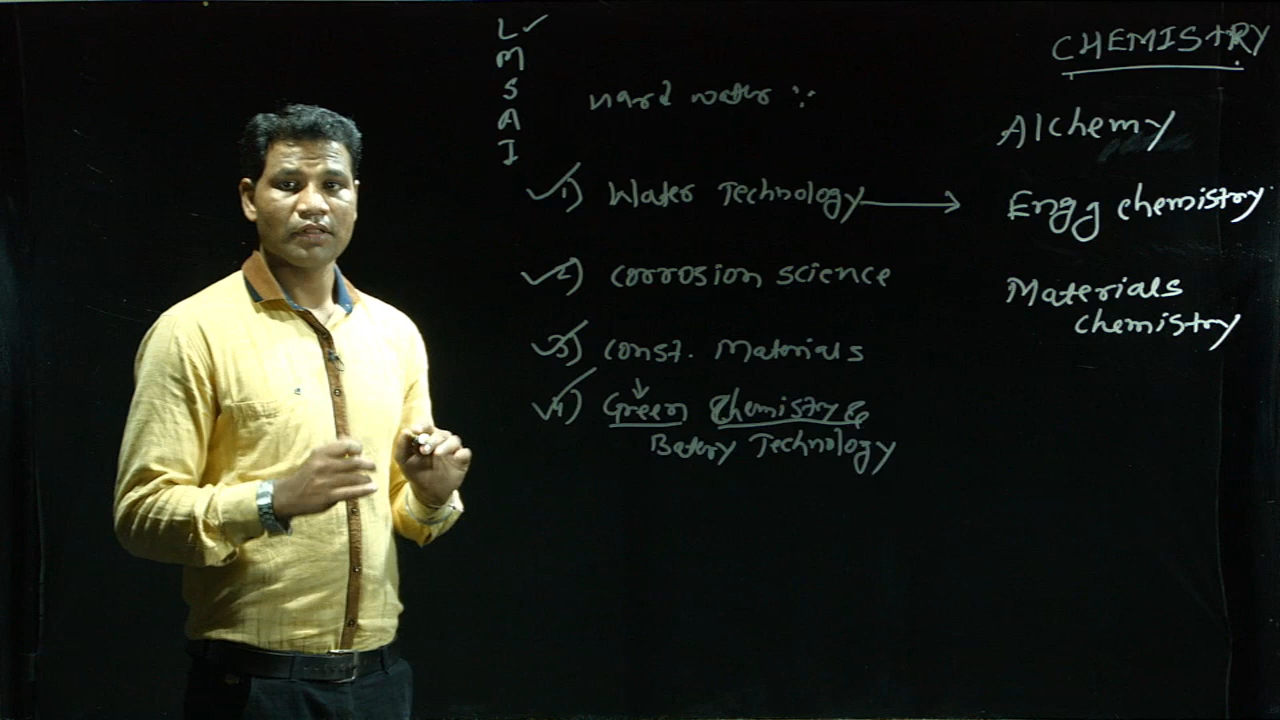 CHEMISTRY
L ✓
M
S
A
I
Hard water :-
Alchemy
1) Water Technology → Engg chemistry
2) Corrosion science
Materials
chemistry
3) Const. Materials
4) Green Chemistry &
Battery Technology